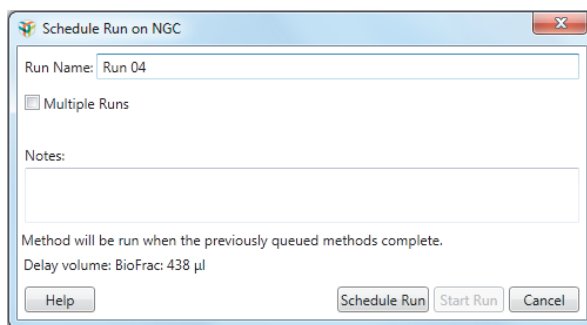 Schedule Run on NGC
Run Name: Run 04
Multiple Runs
Notes:
Method will be run when the previously queued methods complete.
Delay volume: BioFrac: 438 µl
Help Schedule Run Start Run Cancel